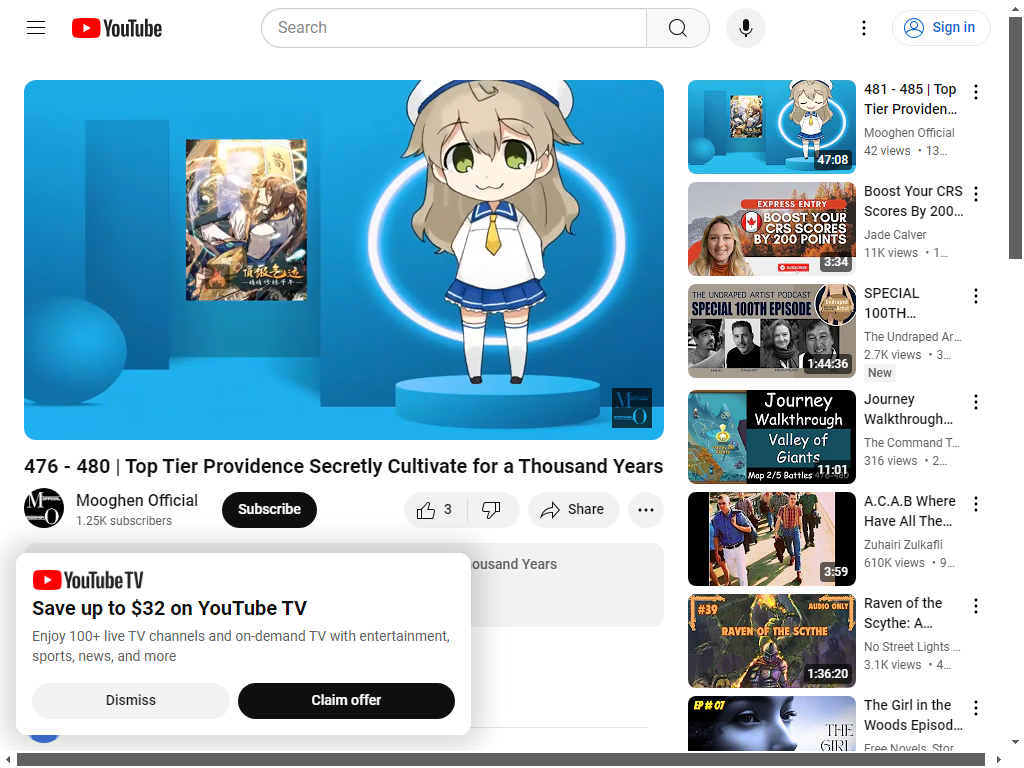 YouTube
Search
Sign in
頂級气运
悄悄修炼千年
MOOGHEN
476 - 480 | Top Tier Providence Secretly Cultivate for a Thousand Years
Mooghen Official
1.25K subscribers
Subscribe
3
Share
ousand Years
YouTube TV
Save up to $32 on YouTube TV
Enjoy 100+ live TV channels and on-demand TV with entertainment,
sports, news, and more
Dismiss
Claim offer
47:08
481 - 485 | Top
Tier Providen...
Mooghen Official
42 views • 13...
EXPRESS ENTRY
BOOST YOUR
CRS SCORES
BY 200 POINTS
SUBSCRIBE
3:34
Boost Your CRS
Scores By 200...
Jade Calver
11K views • 1...
THE UNDRAPED ARTIST PODCAST
SPECIAL 100TH EPISODE
Undraped
Artist
1:44:36
SPECIAL
100TH...
The Undraped Ar...
2.7K views • 3...
New
Journey
Walkthrough
Valley of
Giants
Map 2/5 Battles 476-480
11:01
Journey
Walkthrough...
The Command T...
316 views • 2...
3:59
A.C.A.B Where
Have All The...
Zuhairi Zulkafli
610K views • 9...
#39
AUDIO ONLY
RAVEN OF THE SCYTHE
1:36:20
Raven of the
Scythe: A...
No Street Lights ...
3.1K views • 4...
EP # 07
THE
GIRL
The Girl in the
Woods Episod...
Free Novels, Stor...